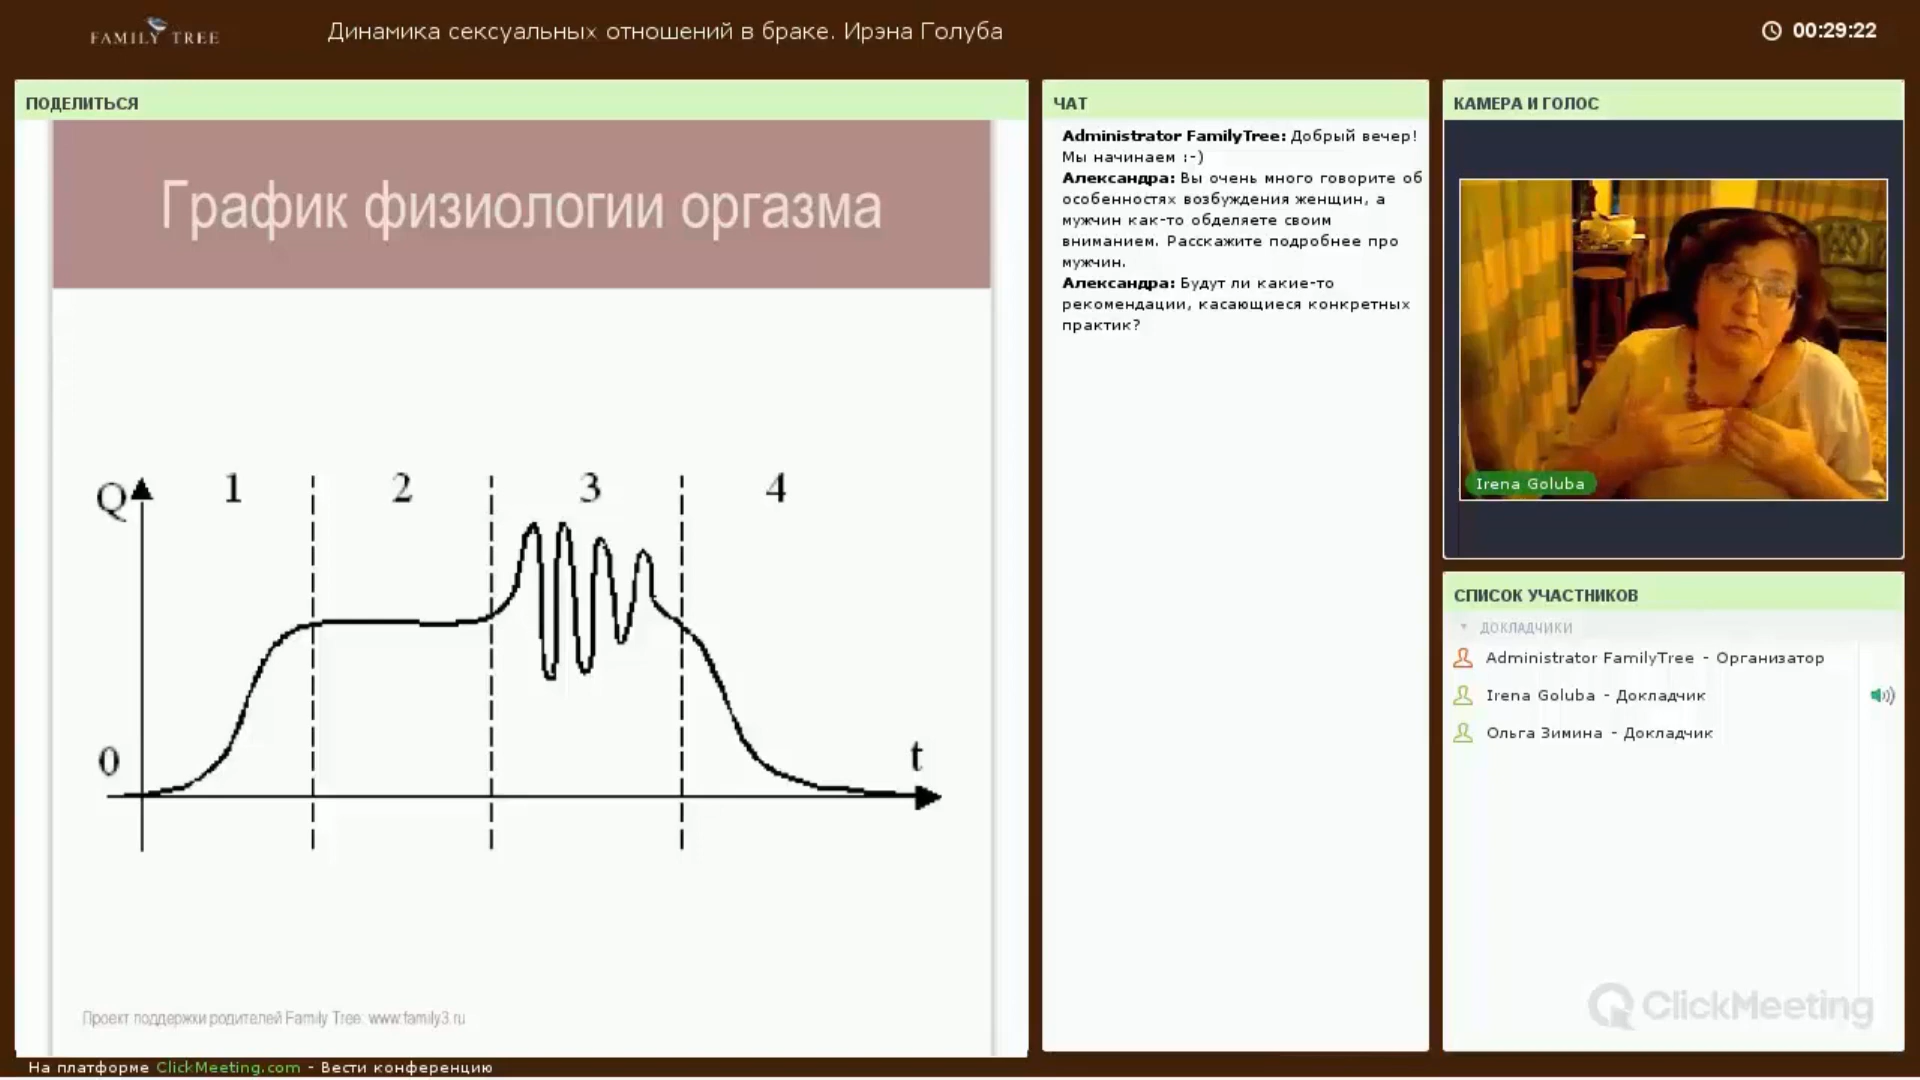 FAMILY TREE
Динамика сексуальных отношений в браке. Ирэна Голуба
00:29:22
ПОДЕЛИТЬСЯ
График физиологии оргазма
Q 1 2 3 4
0 t
Проект поддержки родителей Family Tree: www.family3.ru
ЧАТ
Administrator FamilyTree: Добрый вечер!
Мы начинаем :-)
Александра: Вы очень много говорите об
особенностях возбуждения женщин, а
мужчин как-то обделяете своим
вниманием. Расскажите подробнее про
мужчин.
Александра: Будут ли какие-то
рекомендации, касающиеся конкретных
практик?
КАМЕРА И ГОЛОС
Irena Goluba
СПИСОК УЧАСТНИКОВ
ДОКЛАДЧИКИ
Administrator FamilyTree - Организатор
Irena Goluba - Докладчик
Ольга Зимина - Докладчик
ClickMeeting
На платформе ClickMeeting.com - Вести конференцию